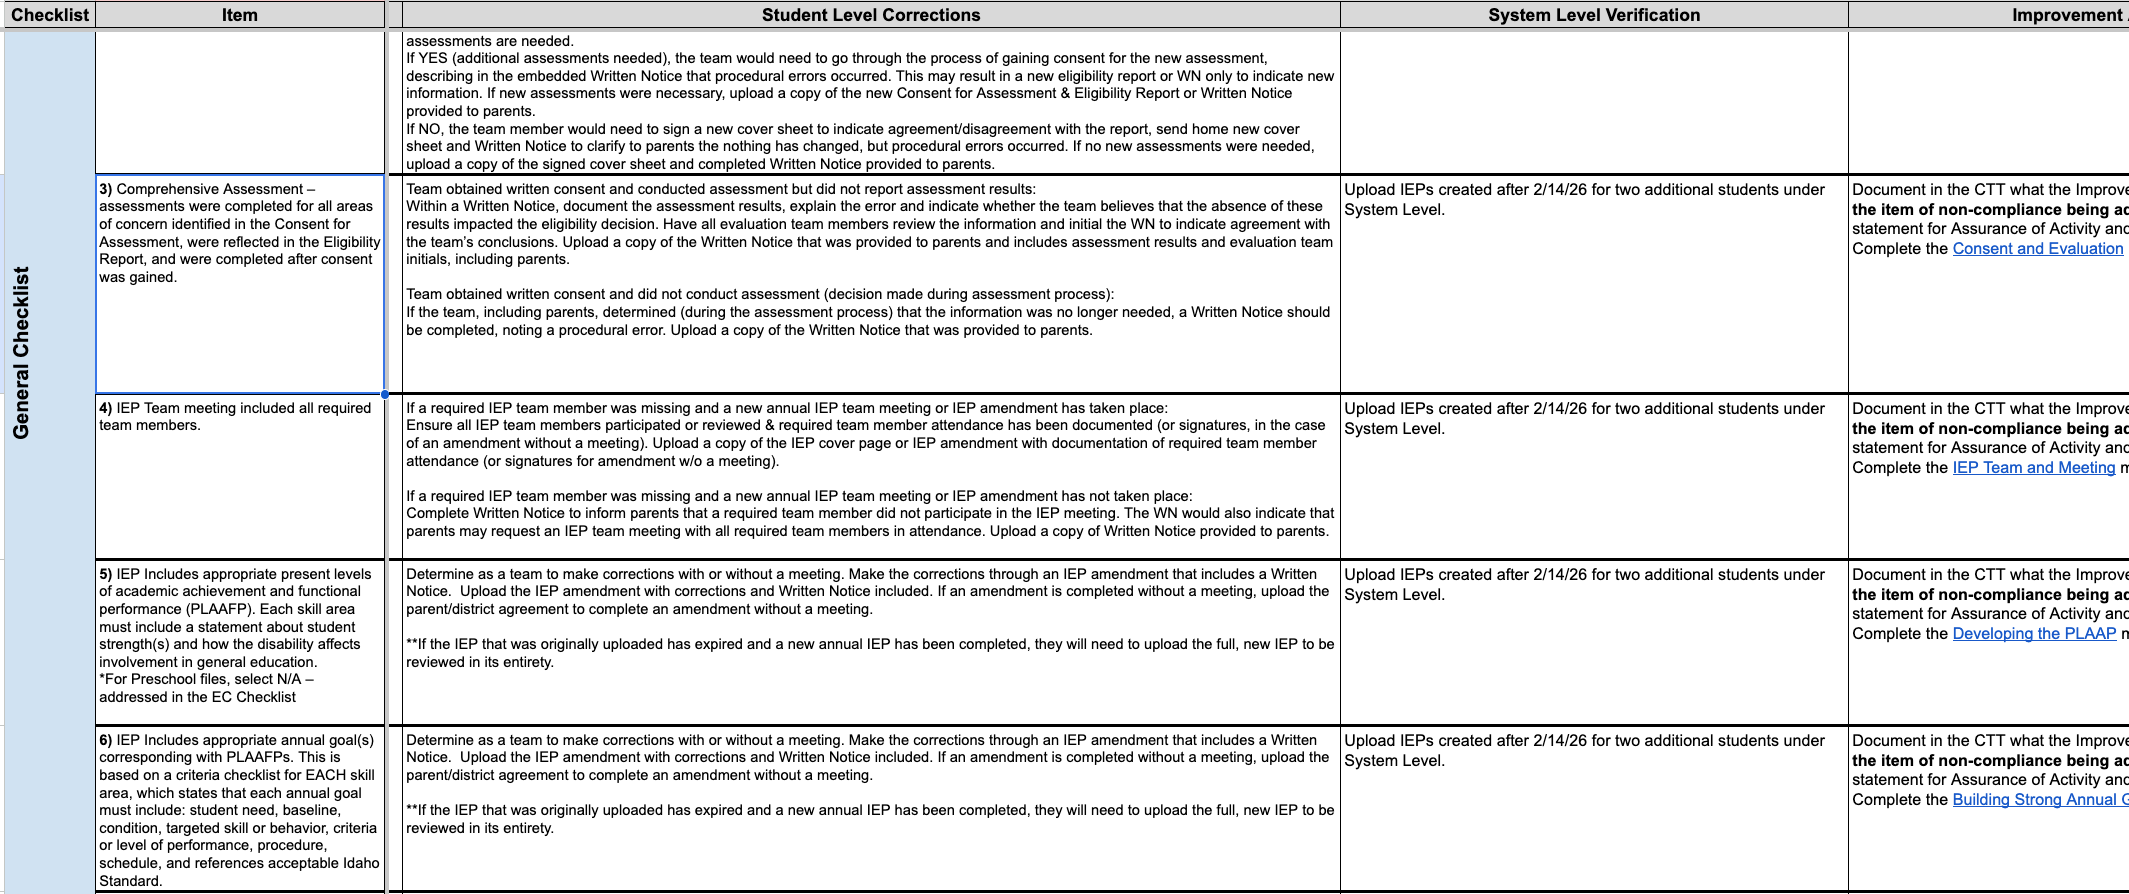 Checklist
Item
Student Level Corrections
System Level Verification
Improvement
General Checklist
assessments are needed.
If YES (additional assessments needed), the team would need to go through the process of gaining consent for the new assessment,
describing in the embedded Written Notice that procedural errors occurred. This may result in a new eligibility report or WN only to indicate new
information. If new assessments were necessary, upload a copy of the new Consent for Assessment & Eligibility Report or Written Notice
provided to parents.
If NO, the team member would need to sign a new cover sheet to indicate agreement/disagreement with the report, send home new cover
sheet and Written Notice to clarify to parents the nothing has changed, but procedural errors occurred. If no new assessments were needed,
upload a copy of the signed cover sheet and completed Written Notice provided to parents.
3) Comprehensive Assessment –
assessments were completed for all areas
of concern identified in the Consent for
Assessment, were reflected in the Eligibility
Report, and were completed after consent
was gained.
Team obtained written consent and conducted assessment but did not report assessment results:
Within a Written Notice, document the assessment results, explain the error and indicate whether the team believes that the absence of these
results impacted the eligibility decision. Have all evaluation team members review the information and initial the WN to indicate agreement with
the team's conclusions. Upload a copy of the Written Notice that was provided to parents and includes assessment results and evaluation team
initials, including parents.
Team obtained written consent and did not conduct assessment (decision made during assessment process):
If the team, including parents, determined (during the assessment process) that the information was no longer needed, a Written Notice should
be completed, noting a procedural error. Upload a copy of the Written Notice that was provided to parents.
Upload IEPs created after 2/14/26 for two additional students under
System Level.
Document in the CTT what the Improve
the item of non-compliance being ad
statement for Assurance of Activity and
Complete the Consent and Evaluation
4) IEP Team meeting included all required
team members.
If a required IEP team member was missing and a new annual IEP team meeting or IEP amendment has taken place:
Ensure all IEP team members participated or reviewed & required team member attendance has been documented (or signatures, in the case
of an amendment without a meeting). Upload a copy of the IEP cover page or IEP amendment with documentation of required team member
attendance (or signatures for amendment w/o a meeting).
If a required IEP team member was missing and a new annual IEP team meeting or IEP amendment has not taken place:
Complete Written Notice to inform parents that a required team member did not participate in the IEP meeting. The WN would also indicate that
parents may request an IEP team meeting with all required team members in attendance. Upload a copy of Written Notice provided to parents.
Upload IEPs created after 2/14/26 for two additional students under
System Level.
Document in the CTT what the Improve
the item of non-compliance being ad
statement for Assurance of Activity and
Complete the IEP Team and Meeting m
5) IEP Includes appropriate present levels
of academic achievement and functional
performance (PLAAFP). Each skill area
must include a statement about student
strength(s) and how the disability affects
involvement in general education.
*For Preschool files, select N/A –
addressed in the EC Checklist
Determine as a team to make corrections with or without a meeting. Make the corrections through an IEP amendment that includes a Written
Notice.  Upload the IEP amendment with corrections and Written Notice included. If an amendment is completed without a meeting, upload the
parent/district agreement to complete an amendment without a meeting.
**If the IEP that was originally uploaded has expired and a new annual IEP has been completed, they will need to upload the full, new IEP to be
reviewed in its entirety.
Upload IEPs created after 2/14/26 for two additional students under
System Level.
Document in the CTT what the Improve
the item of non-compliance being ad
statement for Assurance of Activity and
Complete the Developing the PLAAP m
6) IEP Includes appropriate annual goal(s)
corresponding with PLAAFPs. This is
based on a criteria checklist for EACH skill
area, which states that each annual goal
must include: student need, baseline,
condition, targeted skill or behavior, criteria
or level of performance, procedure,
schedule, and references acceptable Idaho
Standard.
Determine as a team to make corrections with or without a meeting. Make the corrections through an IEP amendment that includes a Written
Notice.  Upload the IEP amendment with corrections and Written Notice included. If an amendment is completed without a meeting, upload the
parent/district agreement to complete an amendment without a meeting.
**If the IEP that was originally uploaded has expired and a new annual IEP has been completed, they will need to upload the full, new IEP to be
reviewed in its entirety.
Upload IEPs created after 2/14/26 for two additional students under
System Level.
Document in the CTT what the Improve
the item of non-compliance being ad
statement for Assurance of Activity and
Complete the Building Strong Annual G